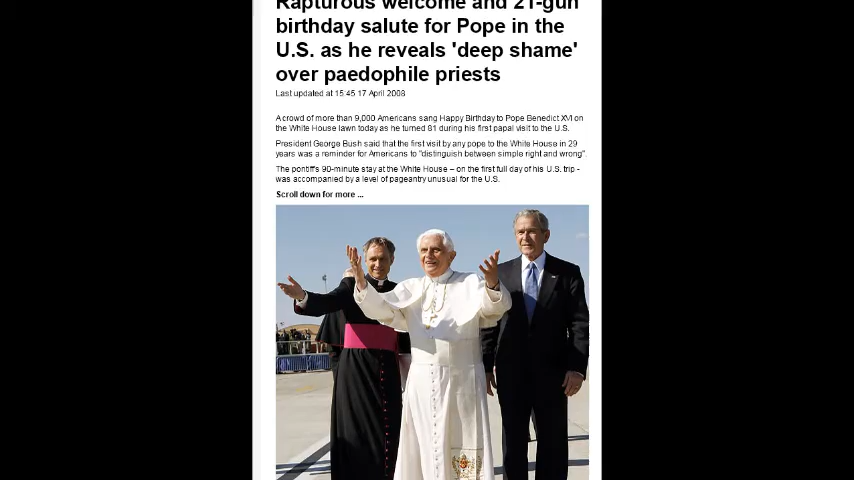 Rapturous welcome and 21-gun
birthday salute for Pope in the
U.S. as he reveals 'deep shame'
over paedophile priests
Last updated at 15:45 17 April 2008
A crowd of more than 9,000 Americans sang Happy Birthday to Pope Benedict XVI on
the White House lawn today as he turned 81 during his first papal visit to the U.S.
President George Bush said that the first visit by any pope to the White House in 29
years was a reminder for Americans to "distinguish between simple right and wrong".
The pontiff's 90-minute stay at the White House – on the first full day of his U.S. trip -
was accompanied by a level of pageantry unusual for the U.S.
Scroll down for more ...